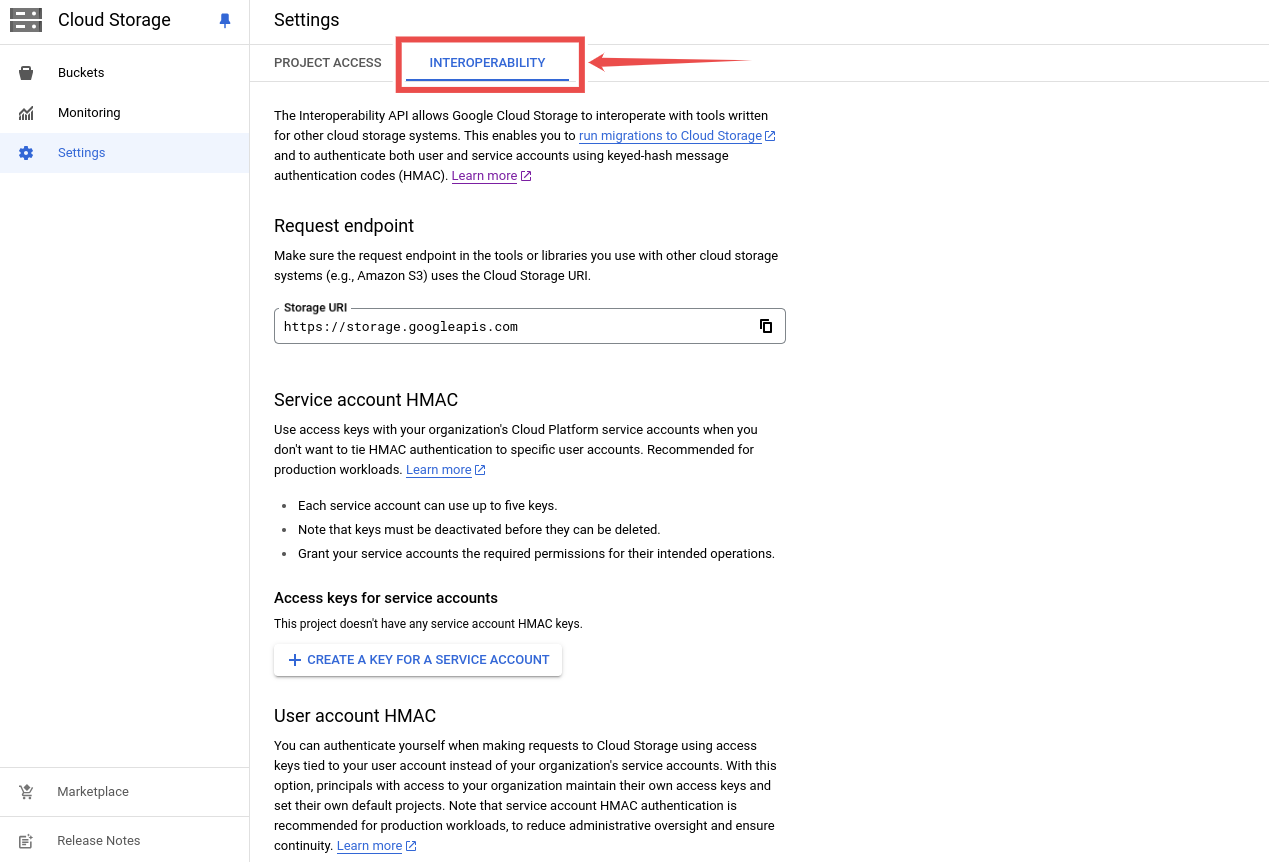 Cloud Storage
Buckets
Monitoring
Settings
Marketplace
Release Notes
Settings
PROJECT ACCESS
INTEROPERABILITY
The Interoperability API allows Google Cloud Storage to interoperate with tools written
for other cloud storage systems. This enables you to run migrations to Cloud Storage
and to authenticate both user and service accounts using keyed-hash message
authentication codes (HMAC). Learn more
Request endpoint
Make sure the request endpoint in the tools or libraries you use with other cloud storage
systems (e.g., Amazon S3) uses the Cloud Storage URI.
Storage URI
https://storage.googleapis.com
Service account HMAC
Use access keys with your organization's Cloud Platform service accounts when you
don't want to tie HMAC authentication to specific user accounts. Recommended for
production workloads. Learn more
• Each service account can use up to five keys.
• Note that keys must be deactivated before they can be deleted.
• Grant your service accounts the required permissions for their intended operations.
Access keys for service accounts
This project doesn't have any service account HMAC keys.
CREATE A KEY FOR A SERVICE ACCOUNT
User account HMAC
You can authenticate yourself when making requests to Cloud Storage using access
keys tied to your user account instead of your organization's service accounts. With this
option, principals with access to your organization maintain their own access keys and
set their own default projects. Note that service account HMAC authentication is
recommended for production workloads, to reduce administrative oversight and ensure
continuity. Learn more